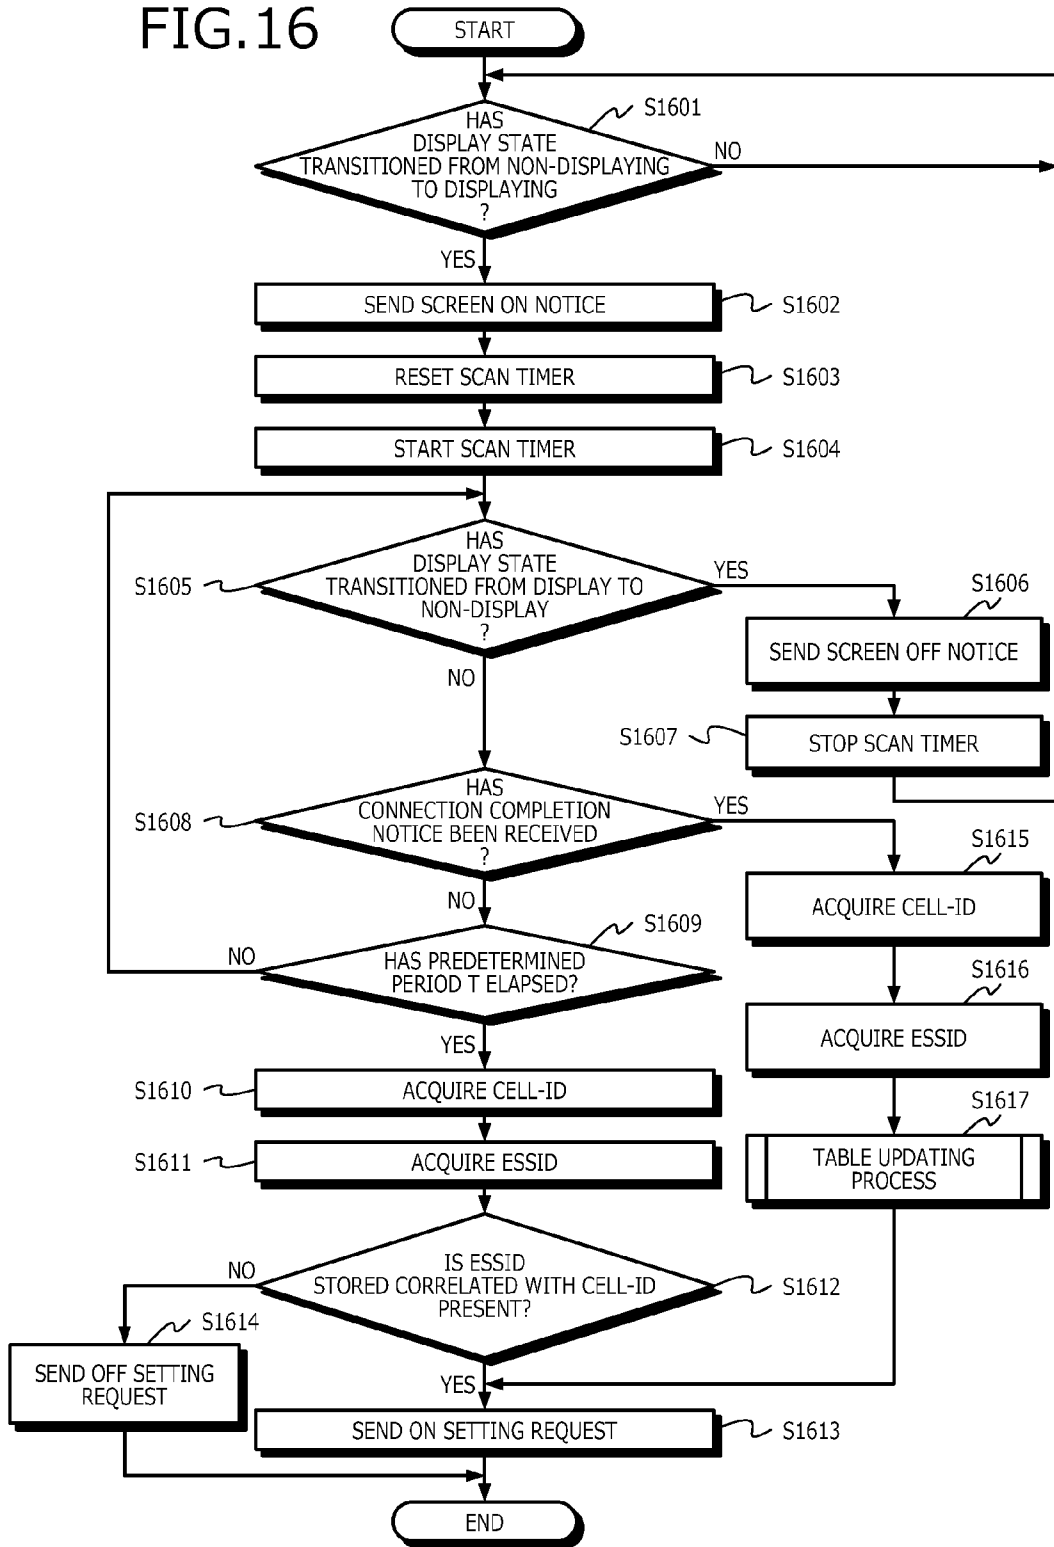 FIG.16
START
S1601
HAS
DISPLAY STATE
TRANSITIONED FROM NON-DISPLAYING
TO DISPLAYING
?
NO
YES
SEND SCREEN ON NOTICE
S1602
RESET SCAN TIMER
S1603
START SCAN TIMER
S1604
S1605
HAS
DISPLAY STATE
TRANSITIONED FROM DISPLAY TO
NON-DISPLAY
?
YES
NO
S1606
SEND SCREEN OFF NOTICE
S1607
STOP SCAN TIMER
S1608
HAS
CONNECTION COMPLETION
NOTICE BEEN RECEIVED
?
YES
NO
S1615
ACQUIRE CELL-ID
S1609
HAS PREDETERMINED
PERIOD T ELAPSED?
NO
YES
S1616
ACQUIRE ESSID
S1610
ACQUIRE CELL-ID
S1617
TABLE UPDATING
PROCESS
S1611
ACQUIRE ESSID
IS ESSID
STORED CORRELATED WITH CELL-ID
PRESENT?
S1612
NO
YES
S1614
SEND OFF SETTING
REQUEST
SEND ON SETTING REQUEST
S1613
END